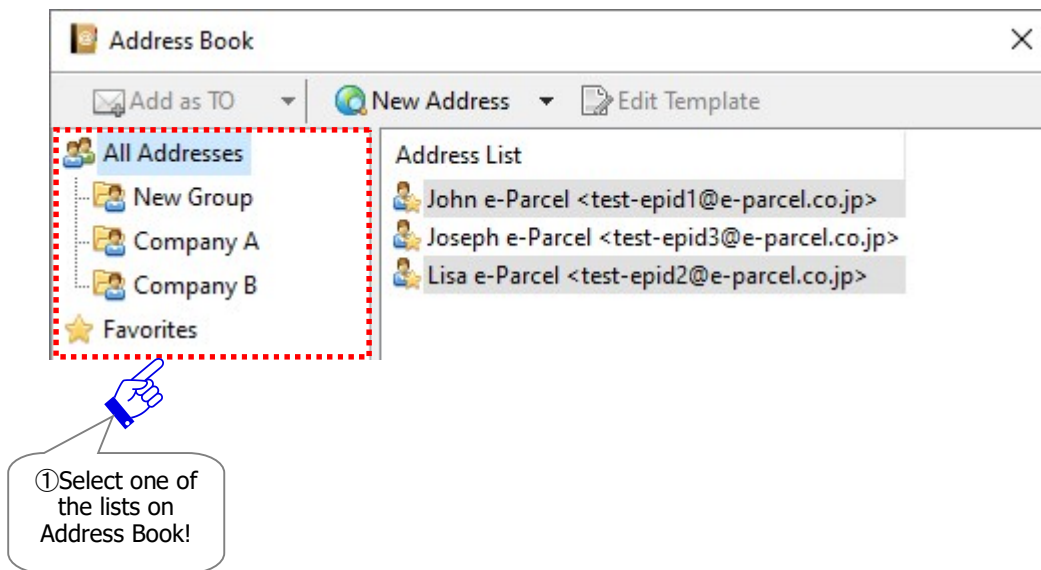 Address Book
Add as TO
New Address
Edit Template
All Addresses
New Group
Company A
Company B
Favorites
Address List
John e-Parcel <test-epid1@e-parcel.co.jp>
Joseph e-Parcel <test-epid3@e-parcel.co.jp>
Lisa e-Parcel <test-epid2@e-parcel.co.jp>
①Select one of
the lists on
Address Book!